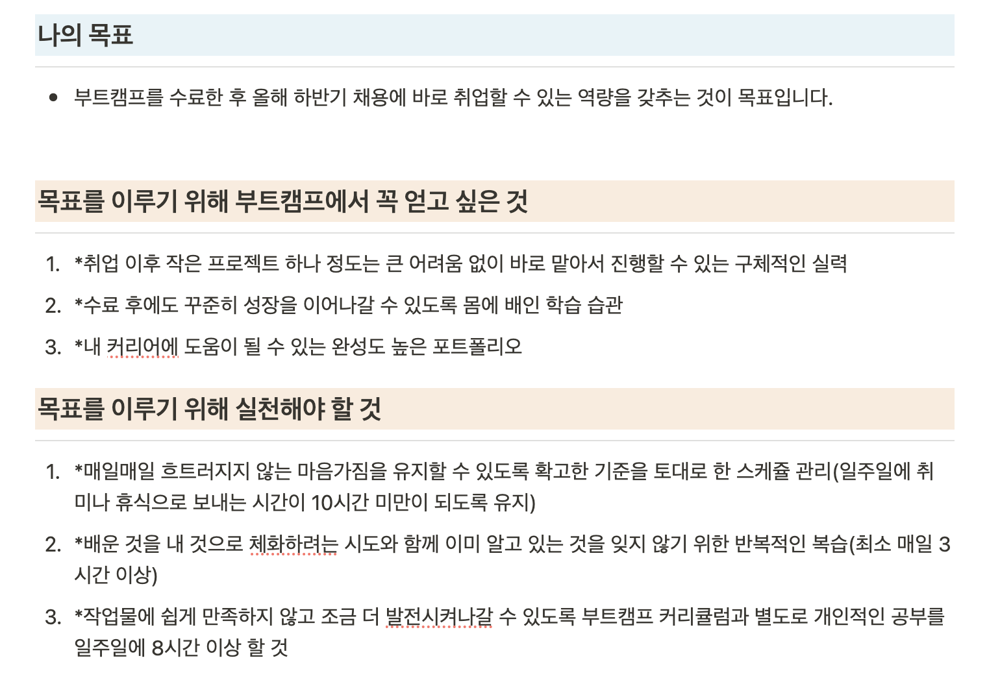 나의 목표
• 부트캠프를 수료한 후 올해 하반기 채용에 바로 취업할 수 있는 역량을 갖추는 것이 목표입니다.
목표를 이루기 위해 부트캠프에서 꼭 얻고 싶은 것
1. *취업 이후 작은 프로젝트 하나 정도는 큰 어려움 없이 바로 맡아서 진행할 수 있는 구체적인 실력
2. *수료 후에도 꾸준히 성장을 이어나갈 수 있도록 몸에 배인 학습 습관
3. *내 커리어에 도움이 될 수 있는 완성도 높은 포트폴리오
목표를 이루기 위해 실천해야 할 것
1. *매일매일 흐트러지지 않는 마음가짐을 유지할 수 있도록 확고한 기준을 토대로 한 스케쥴 관리(일주일에 취
미나 휴식으로 보내는 시간이 10시간 미만이 되도록 유지)
2. *배운 것을 내 것으로 체화하려는 시도와 함께 이미 알고 있는 것을 잊지 않기 위한 반복적인 복습(최소 매일 3
시간 이상)
3. *작업물에 쉽게 만족하지 않고 조금 더 발전시켜나갈 수 있도록 부트캠프 커리큘럼과 별도로 개인적인 공부를
일주일에 8시간 이상 할 것